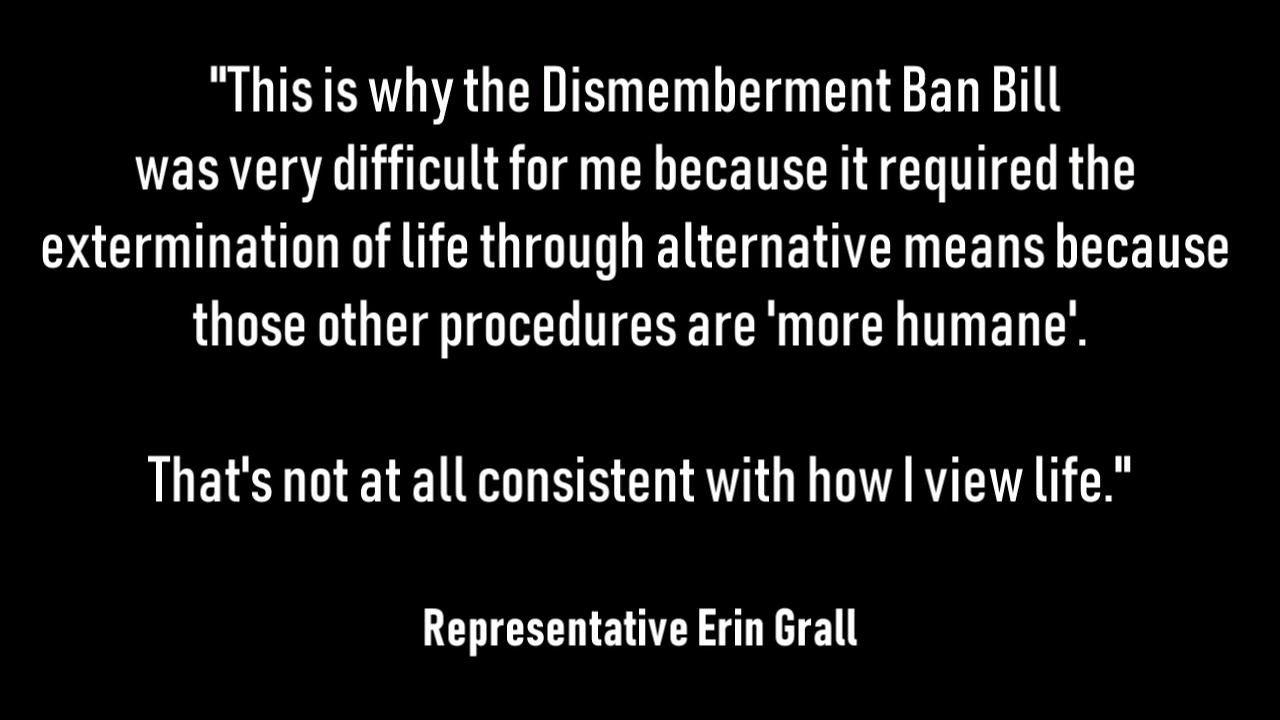 "This is why the Dismemberment Ban Bill
was very difficult for me because it required the
extermination of life through alternative means because
those other procedures are 'more humane'.
That's not at all consistent with how I view life."
Representative Erin Grall